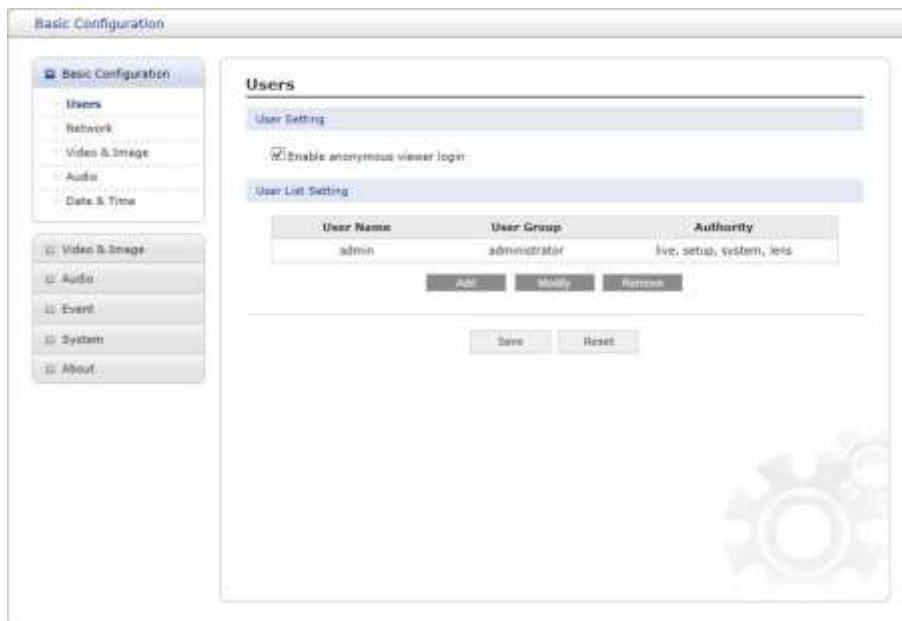 Basic Configuration
Basic Configuration
Users
Network
Video & Image
Audio
Date & Time
Video & Image
Audio
Event
System
About
Users
User Setting
Enable anonymous viewer login
User List Setting
User Name User Group Authority
admin administrator live, setup, system, lens
Add Modify Remove
Save Reset